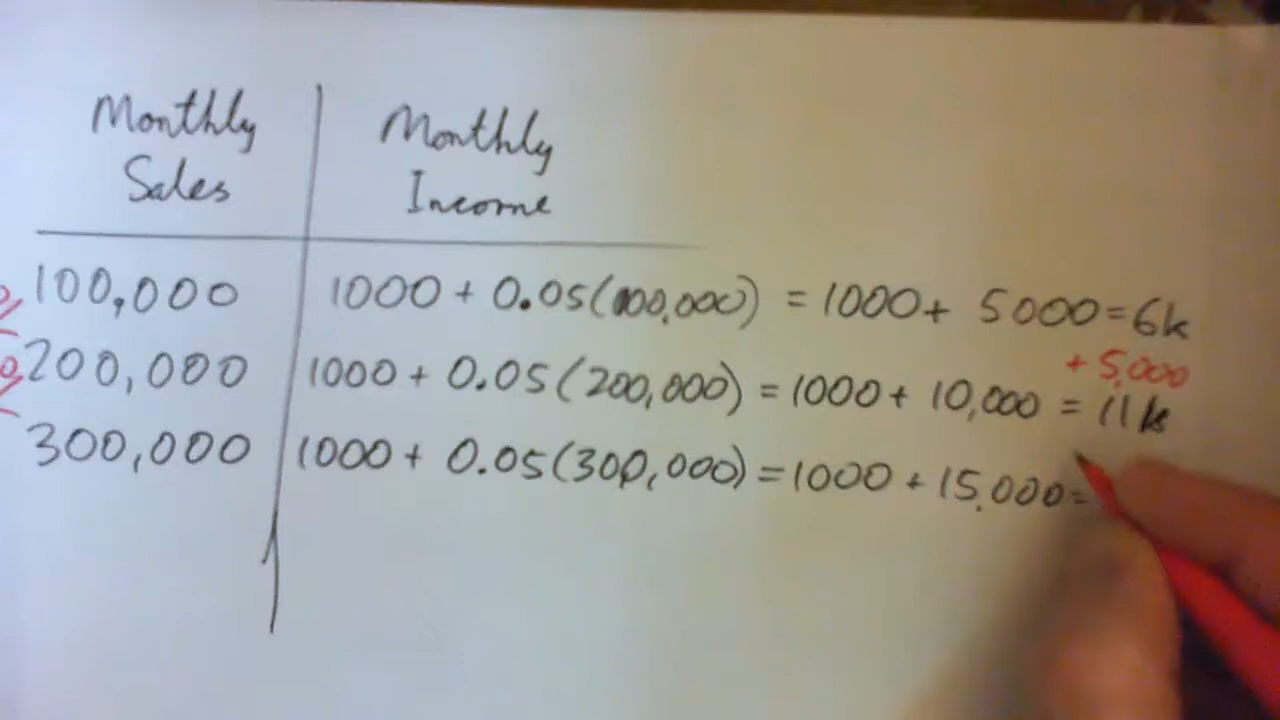 Monthly Sales
Monthly Income
100,000 1000 + 0.05(100,000) = 1000 + 5000 = 6k
+ 5,000
200,000 1000 + 0.05(200,000) = 1000 + 10,000 = 11k
300,000 1000 + 0.05(300,000) = 1000 + 15,000 =